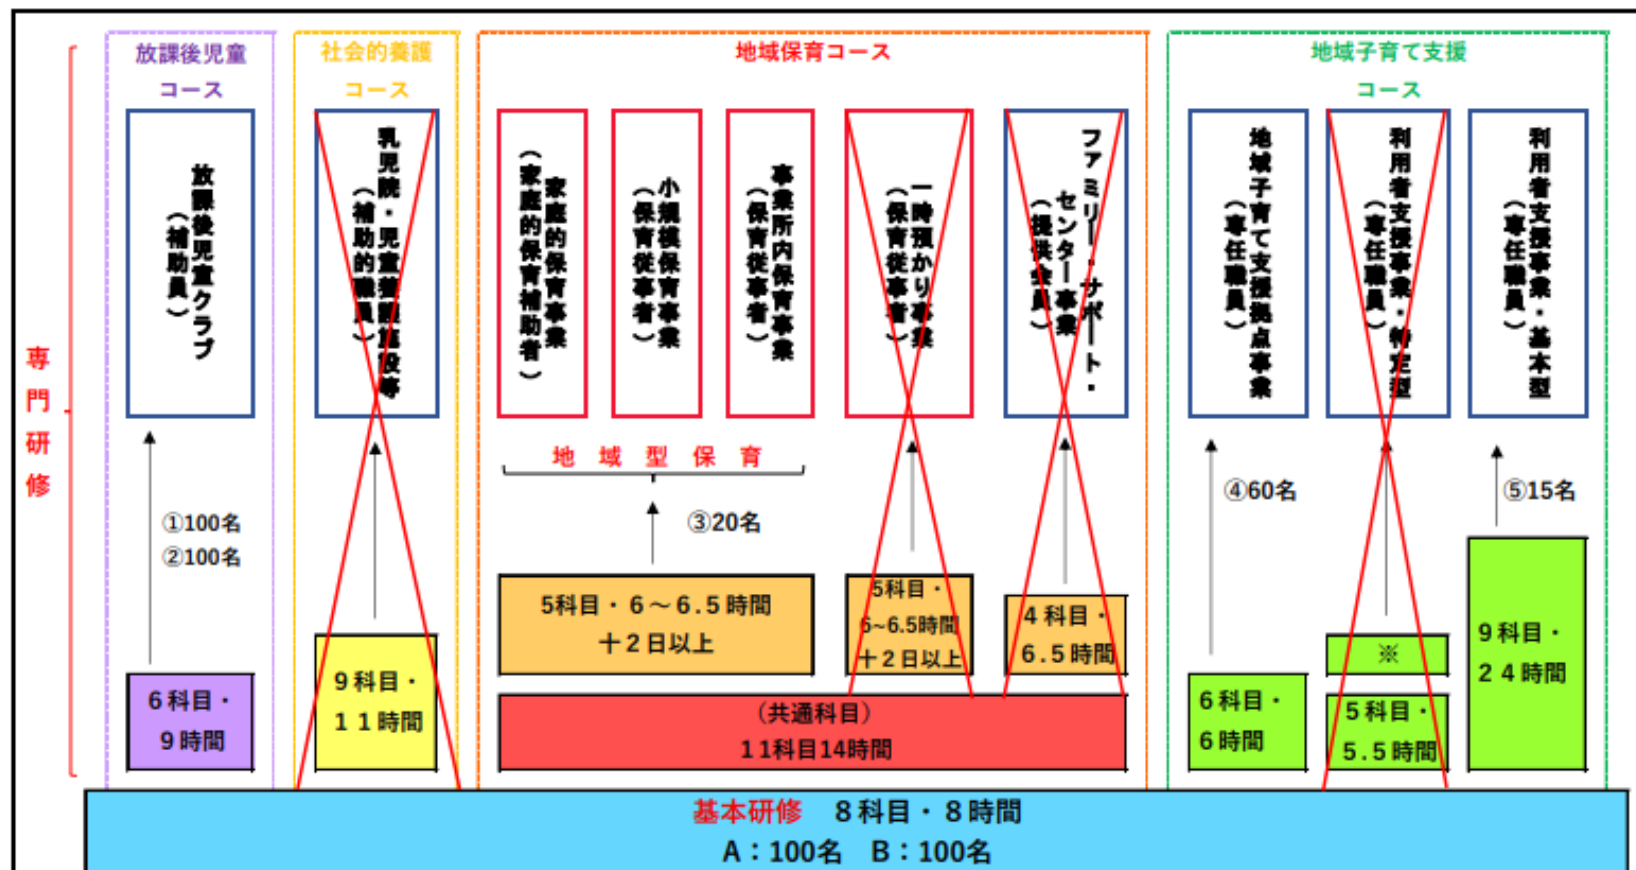 専
門
研
修
放課後児童
コース
放課後児童クラブ
（補助員）
①100名
②100名
6科目・
9時間
社会的養護
コース
乳児院・児童養護施設等
（補助的職員）
9科目・
11時間
地域保育コース
家庭的保育事業
（家庭的保育補助者）
小規模保育事業
（保育従事者）
事業所内保育事業
（保育従事者）
一時預かり事業
（保育従事者）
ファミリー・サポート・
センター事業
（提供会員）
地域型保育
③20名
5科目・6～6.5時間
＋2日以上
5科目・
6~6.5時間
＋2日以上
4科目・
6.5時間
（共通科目）
11科目14時間
地域子育て支援
コース
地域子育て支援拠点事業
（専任職員）
利用者支援事業・特定型
（専任職員）
利用者支援事業・基本型
（専任職員）
④60名
⑤15名
6科目・
6時間
※
5科目・
5.5時間
9科目・
24時間
基本研修　8科目・8時間
A：100名　B：100名